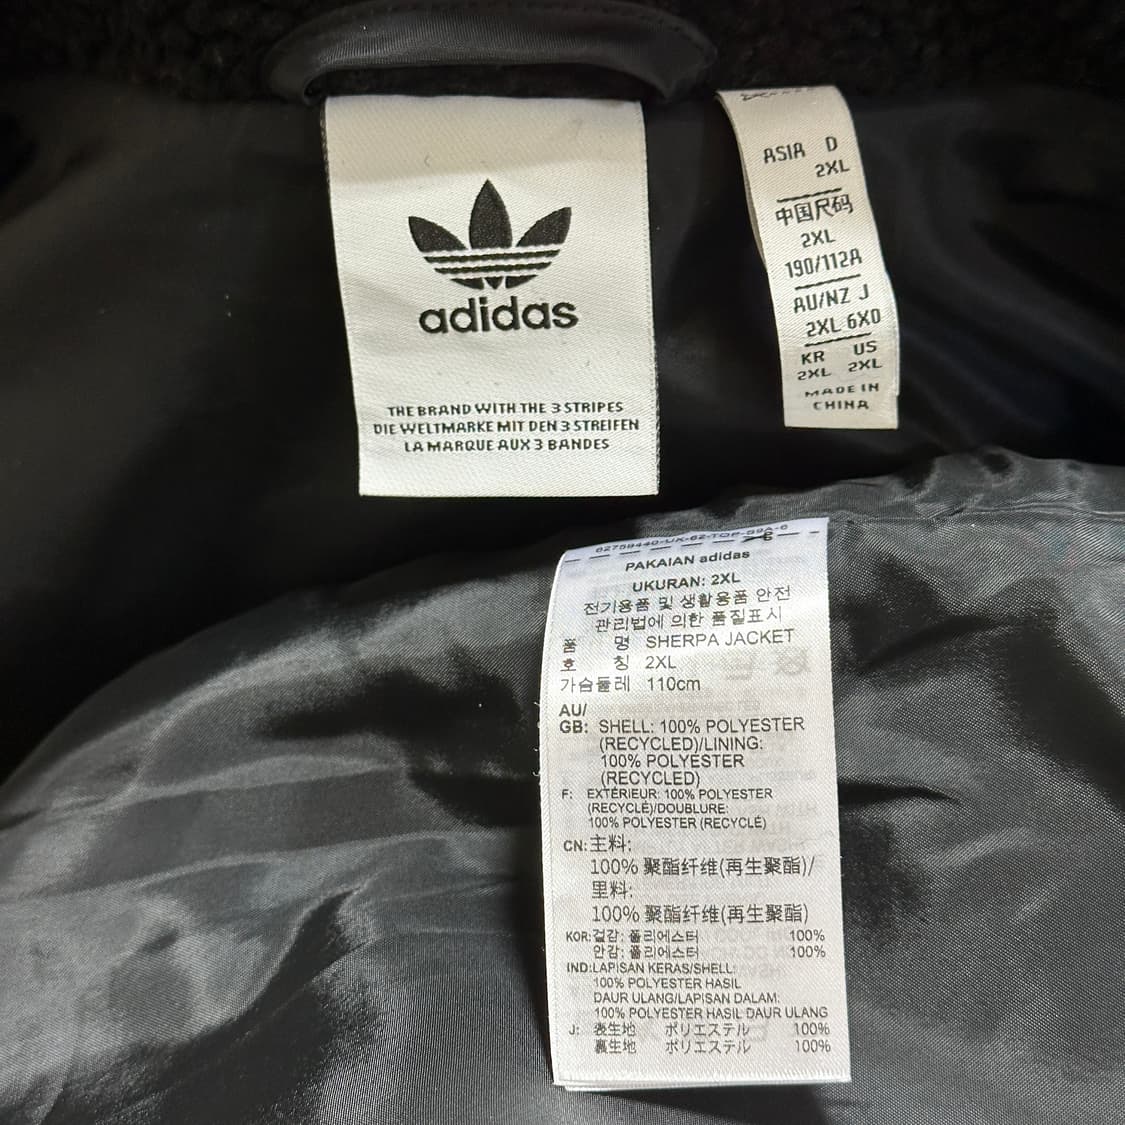 adidas
THE BRAND WITH THE 3 STRIPES
DIE WELTMARKE MIT DEN 3 STREIFEN
LA MARQUE AUX 3 BANDES
ASIA D
2XL
中国尺码
2XL
190/112A
AU/NZ J
2XL 6XO
KR US
2XL 2XL
MADE IN
CHINA
PAKAIAN adidas
UKURAN: 2XL
전기용품 및 생활용품 안전
관리법에 의한 품질표시
품 명 SHERPA JACKET
호 칭 2XL
가슴둘레 110cm
AU/
GB: SHELL: 100% POLYESTER
(RECYCLED)/LINING:
100% POLYESTER
(RECYCLED)
F: EXTÉRIEUR: 100% POLYESTER
(RECYCLÉ)/DOUBLURE:
100% POLYESTER (RECYCLÉ)
CN: 主料:
100% 聚酯纤维(再生聚酯)/
里料:
100% 聚酯纤维(再生聚酯)
KOR: 겉감: 폴리에스터 100%
안감: 폴리에스터 100%
IND: LAPISAN KERAS/SHELL:
100% POLYESTER HASIL
DAUR ULANG/LAPISAN DALAM:
100% POLYESTER HASIL DAUR ULANG
J: 表生地 ポリエステル 100%
裏生地 ポリエステル 100%